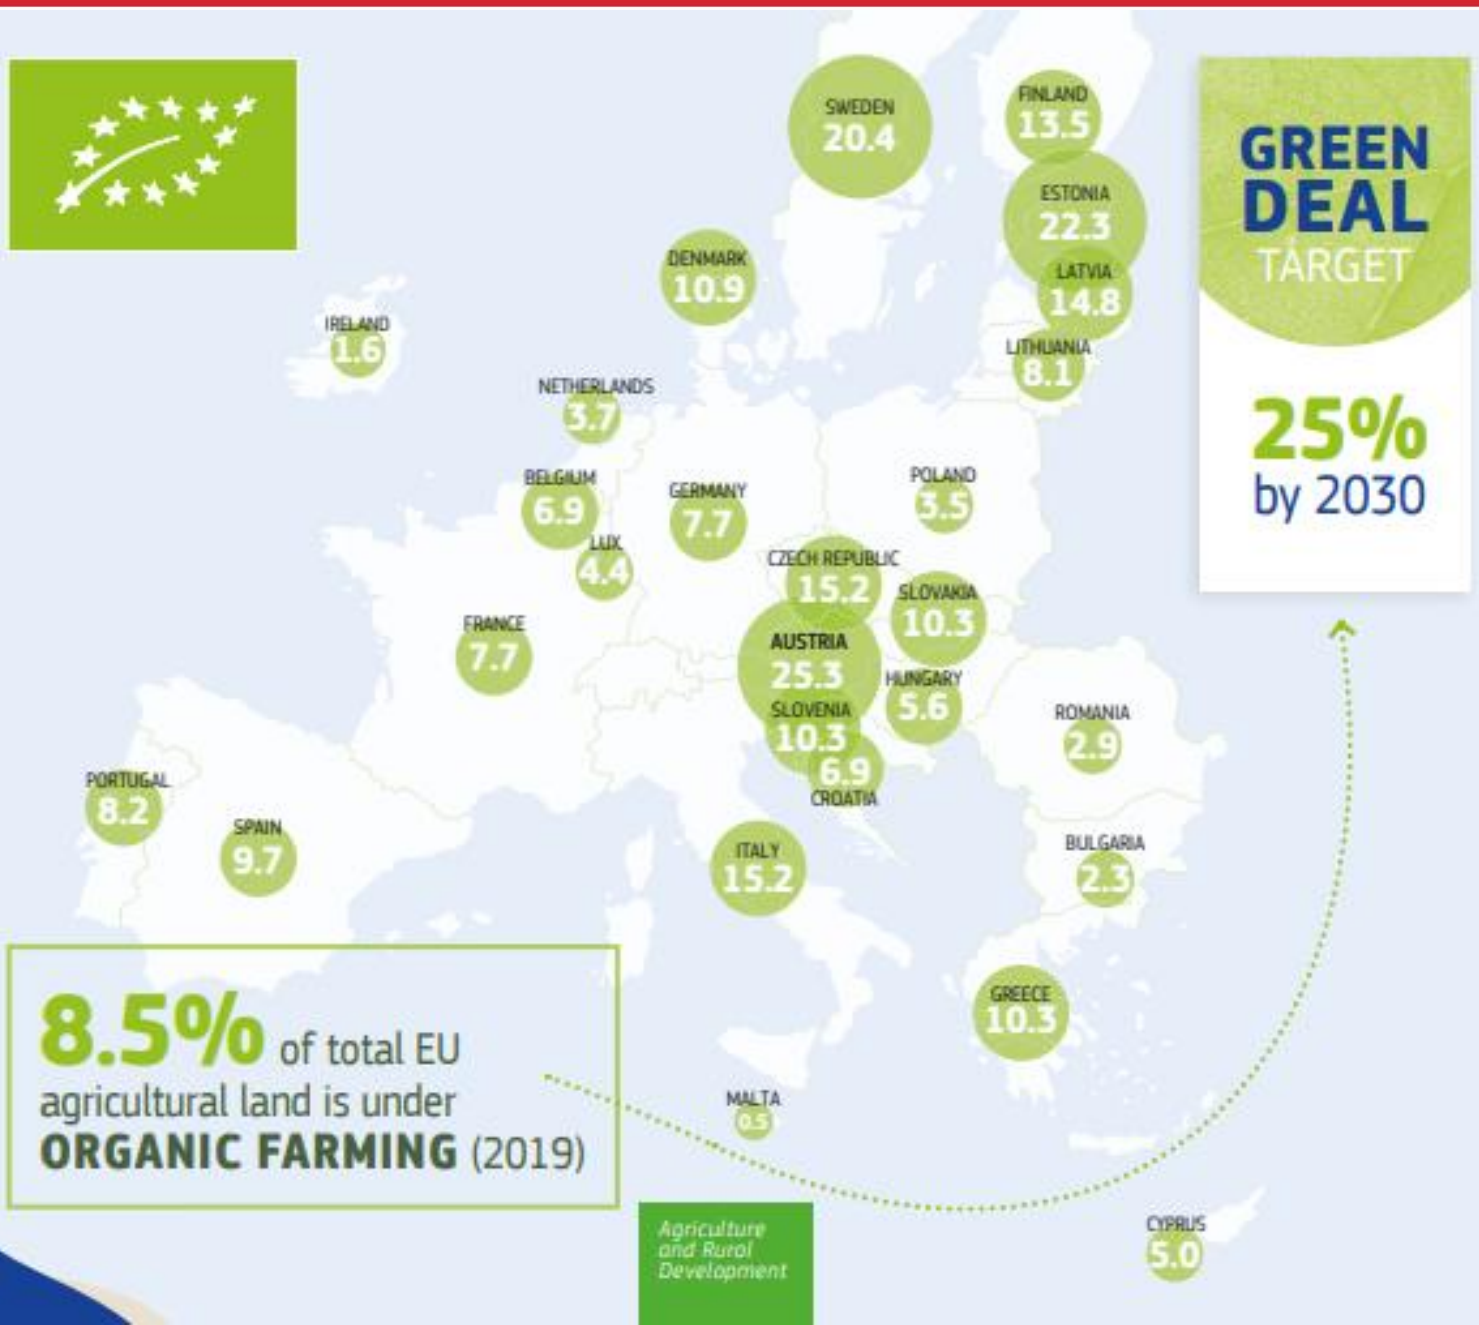 SWEDEN
20.4
FINLAND
13.5
ESTONIA
22.3
LATVIA
14.8
LITHUANIA
8.1
DENMARK
10.9
IRELAND
1.6
NETHERLANDS
3.7
BELGIUM
6.9
LUX
4.4
GERMANY
7.7
POLAND
3.5
CZECH REPUBLIC
15.2
SLOVAKIA
10.3
FRANCE
7.7
AUSTRIA
25.3
HUNGARY
5.6
SLOVENIA
10.3
6.9
CROATIA
ROMANIA
2.9
PORTUGAL
8.2
SPAIN
9.7
ITALY
15.2
BULGARIA
2.3
GREECE
10.3
MALTA
0.5
CYPRUS
5.0
GREEN
DEAL
TARGET
25%
by 2030
8.5% of total EU
agricultural land is under
ORGANIC FARMING (2019)
Agriculture
and Rural
Development